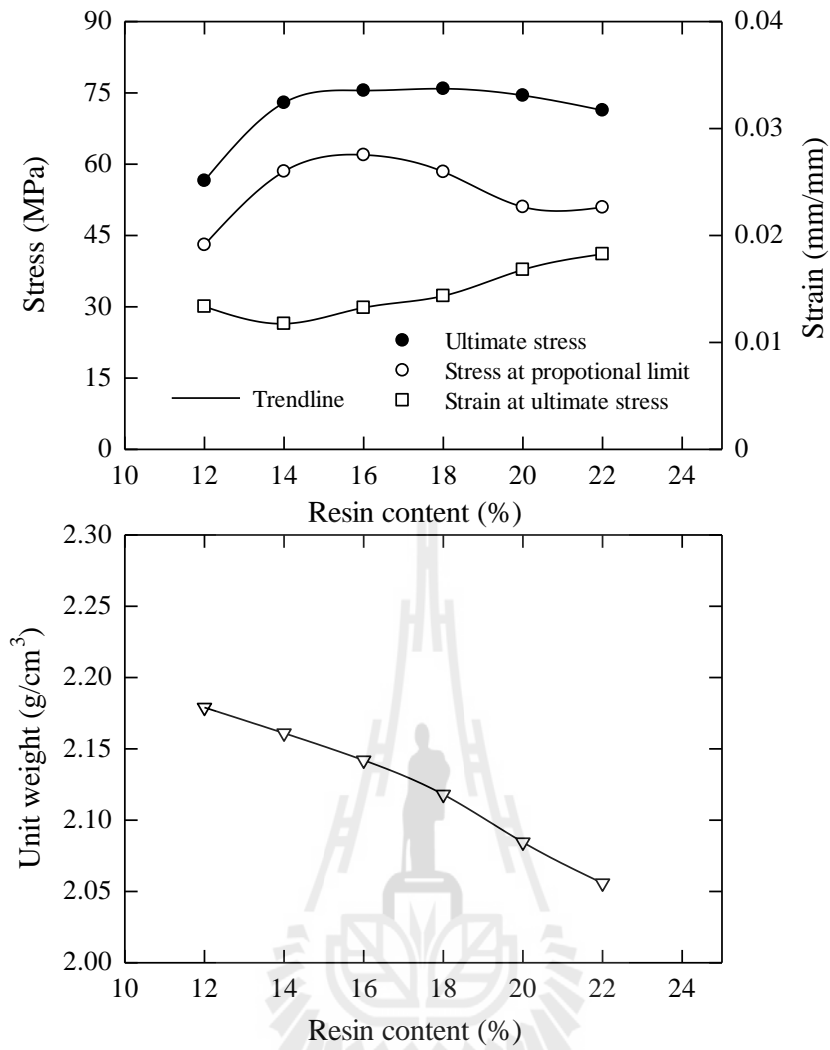 90
75
60
45
30
15
0
Stress (MPa)
0.04
0.03
0.02
0.01
0
Strain (mm/mm)
Ultimate stress
Stress at propotional limit
Strain at ultimate stress
Trendline
10 12 14 16 18 20 22 24
Resin content (%)
2.30
2.25
2.20
2.15
2.10
2.05
2.00
Unit weight (g/cm³)
10 12 14 16 18 20 22 24
Resin content (%)